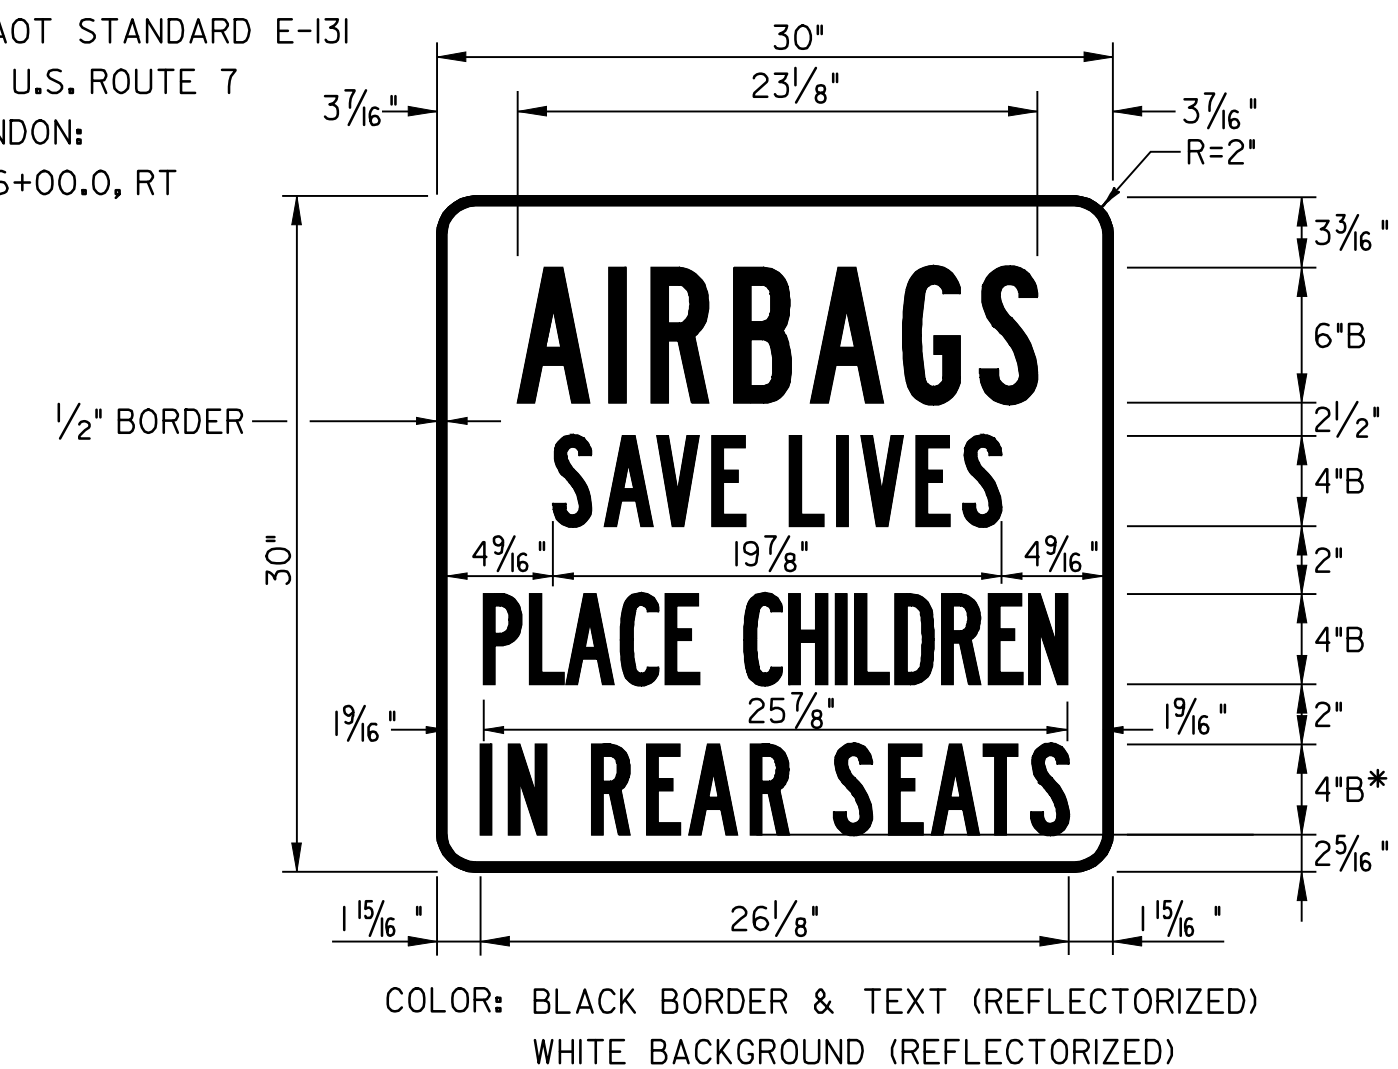 STANDARD E-131
U.S. ROUTE 7
+00.0, RT
30"
23 1/8"
3 7/16" 3 7/16"
R=2"
3 3/16"
AIRBAGS
6"B
1/2" BORDER
2 1/2"
SAVE LIVES
4"B
30"
4 9/16" 19 7/8" 4 9/16"
2"
PLACE CHILDREN
4"B
1 9/16" 25 7/8" 1 9/16"
2"
IN REAR SEATS
4"B*
2 5/16"
1 15/16" 26 1/8" 1 15/16"
COLOR: BLACK BORDER & TEXT (REFLECTORIZED)
WHITE BACKGROUND (REFLECTORIZED)